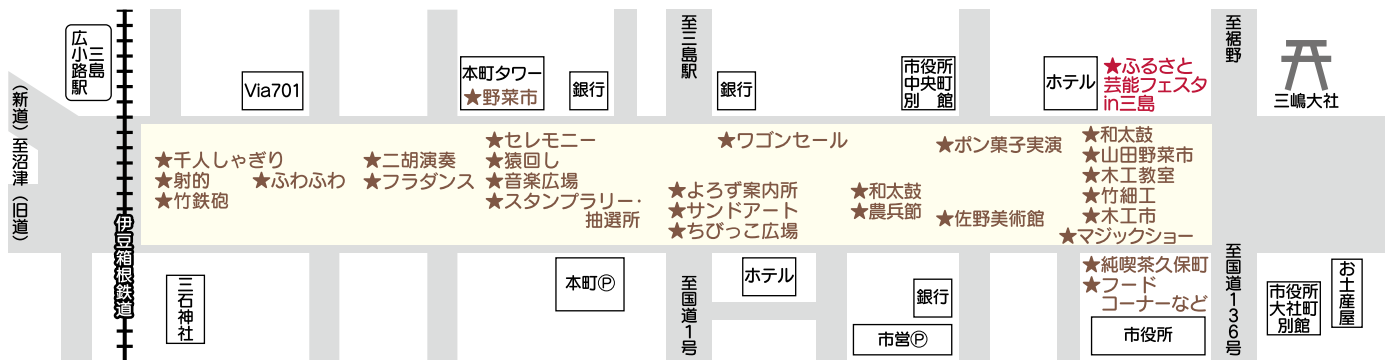 三島
広小路駅
(新道)至沼津(旧道)
伊豆箱根鉄道
Via701
本町タワー
★野菜市
銀行
至三島駅
銀行
市役所
中央町
別館
ホテル
★ふるさと
芸能フェスタ
in三島
至裾野
三嶋大社
★千人しゃぎり
★射的
★ふわふわ
★竹鉄砲
★二胡演奏
★フラダンス
★セレモニー
★猿回し
★音楽広場
★スタンプラリー・
抽選所
★ワゴンセール
★よろず案内所
★サンドアート
★ちびっこ広場
★和太鼓
★農兵節
★ポン菓子実演
★佐野美術館
★和太鼓
★山田野菜市
★木工教室
★竹細工
★木工市
★マジックショー
★純喫茶久保町
★フード
コーナーなど
三石神社
本町Ⓟ
至国道1号
ホテル
銀行
市営Ⓟ
市役所
至国道136号
市役所
大社町
別館
お土産屋